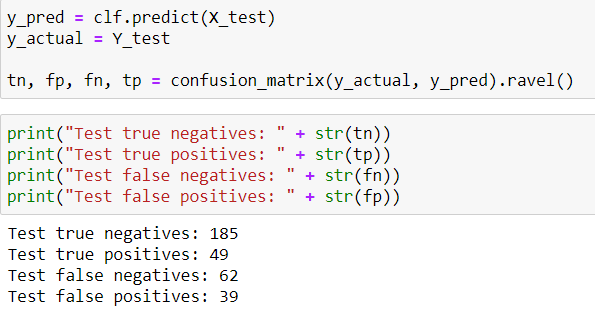 y_pred = clf.predict(X_test)
y_actual = Y_test
tn, fp, fn, tp = confusion_matrix(y_actual, y_pred).ravel()
print("Test true negatives: " + str(tn))
print("Test true positives: " + str(tp))
print("Test false negatives: " + str(fn))
print("Test false positives: " + str(fp))
Test true negatives: 185
Test true positives: 49
Test false negatives: 62
Test false positives: 39